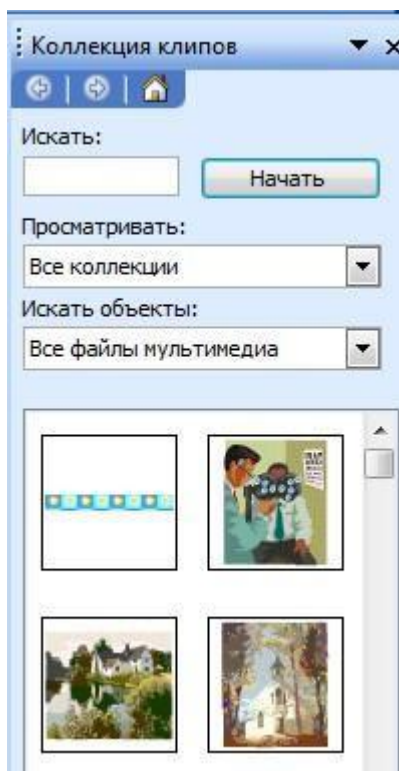 Коллекция клипов
Искать:
Начать
Просматривать:
Все коллекции
Искать объекты:
Все файлы мультимедиа